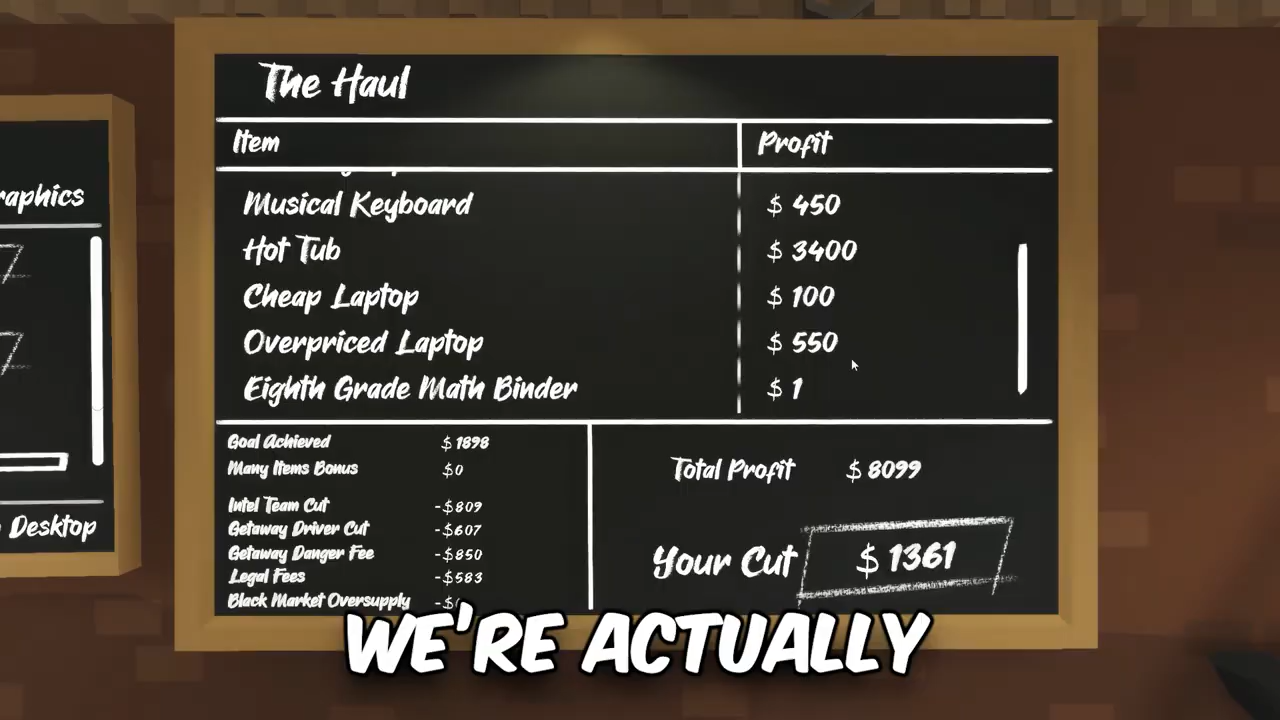 The Haul
Item Profit
Musical Keyboard $ 450
Hot Tub $ 3400
Cheap Laptop $ 100
Overpriced Laptop $ 550
Eighth Grade Math Binder $ 1
Goal Achieved $ 1898
Many Items Bonus $0
Intel Team Cut -$809
Getaway Driver Cut -$607
Getaway Danger Fee -$850
Legal Fees -$583
Black Market Oversupply -$
Total Profit $ 8099
Your Cut $ 1361
raphics
Desktop
WE'RE ACTUALLY